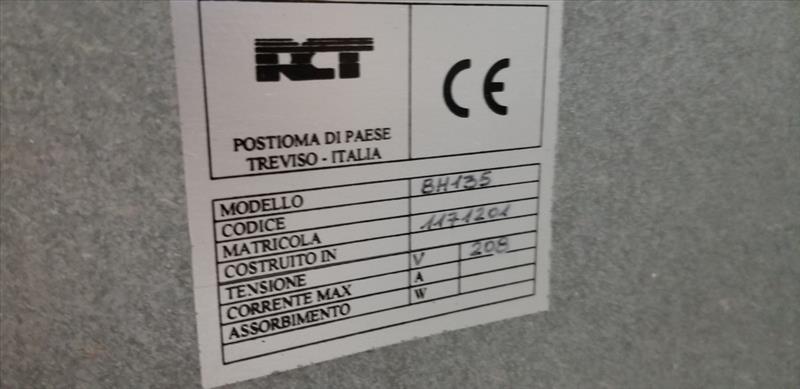 RCT
CE
POSTIOMA DI PAESE
TREVISO - ITALIA
MODELLO 8H135
CODICE
MATRICOLA 1171201
COSTRUITO IN
TENSIONE V 208
CORRENTE MAX A
ASSORBIMENTO W